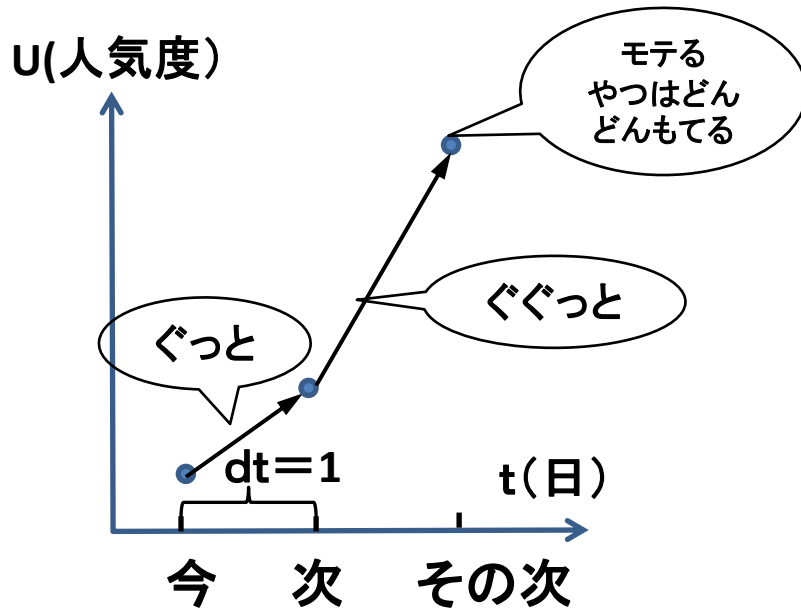 U(人気度)
モテる
やつはどん
どんもてる
ぐぐっと
ぐっと
dt＝1
t(日)
今 次 その次